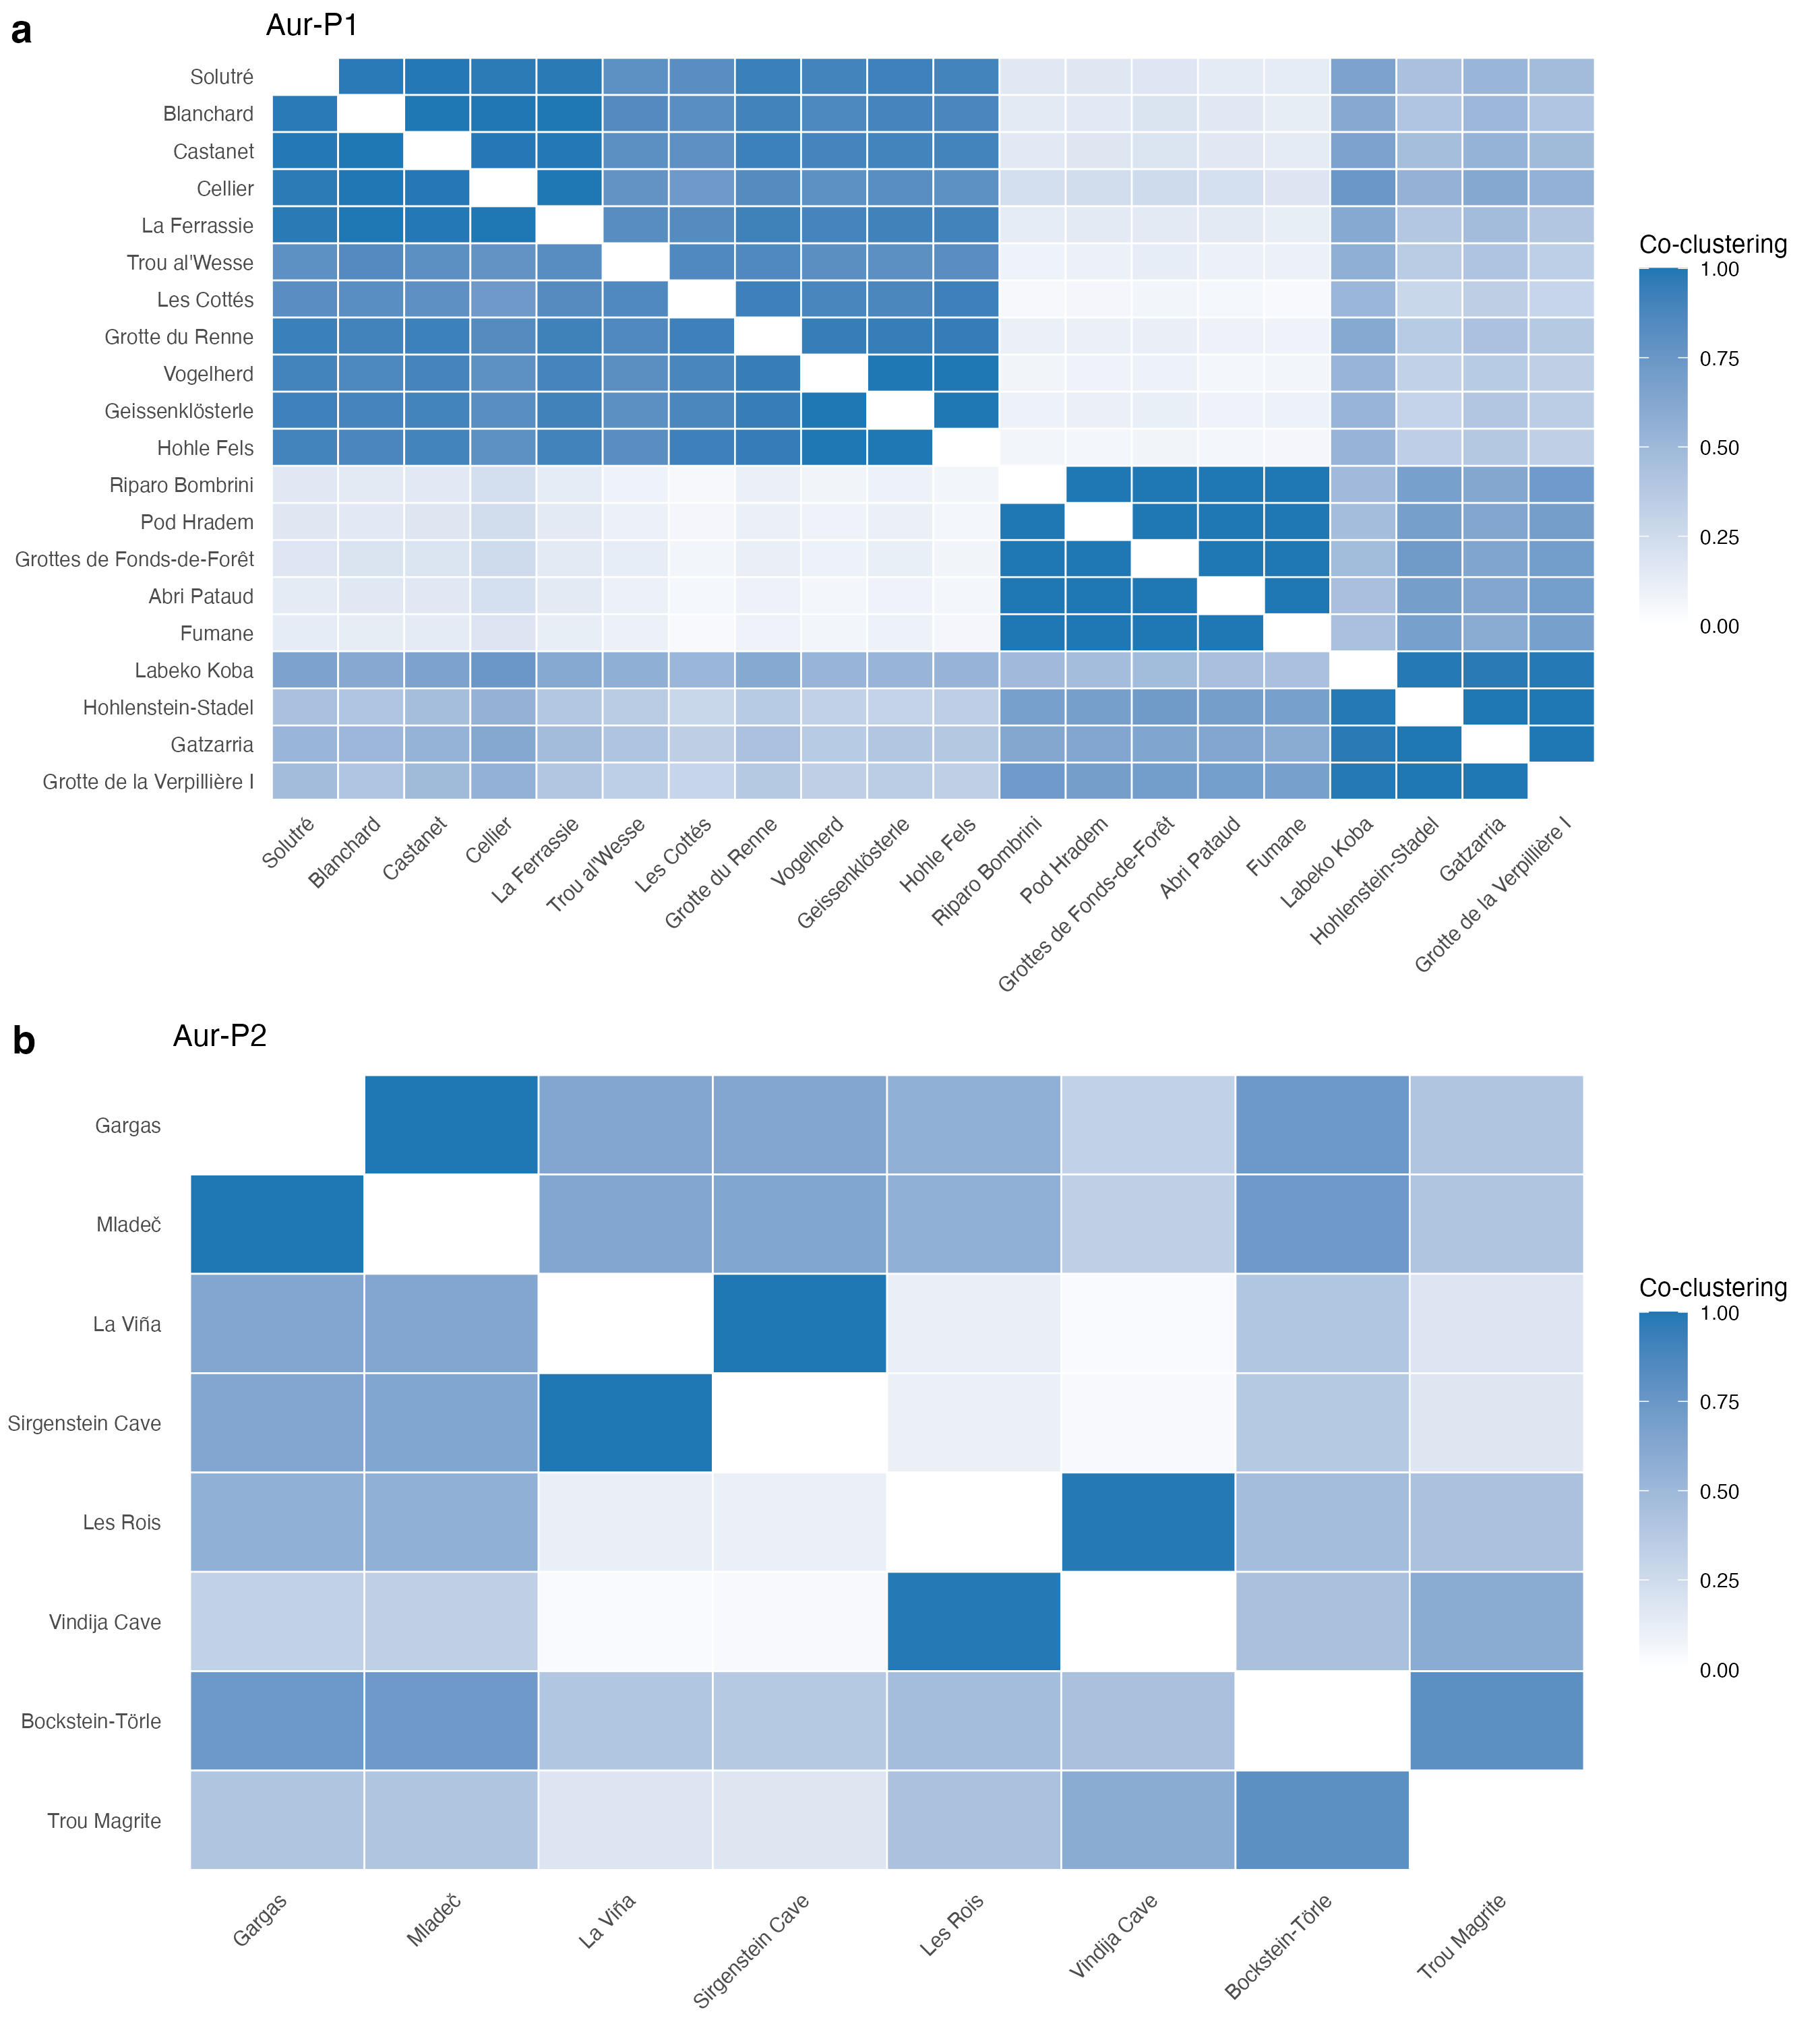 a
Aur-P1
Solutré
Blanchard
Castanet
Cellier
La Ferrassie
Trou al'Wesse
Les Cottés
Grotte du Renne
Vogelherd
Geissenklösterle
Hohle Fels
Riparo Bombrini
Pod Hradem
Grottes de Fonds-de-Forêt
Abri Pataud
Fumane
Labeko Koba
Hohlenstein-Stadel
Gatzarria
Grotte de la Verpillière I
Solutré
Blanchard
Castanet
Cellier
La Ferrassie
Trou al'Wesse
Les Cottés
Grotte du Renne
Vogelherd
Geissenklösterle
Hohle Fels
Riparo Bombrini
Pod Hradem
Grottes de Fonds-de-Forêt
Abri Pataud
Fumane
Labeko Koba
Hohlenstein-Stadel
Gatzarria
Grotte de la Verpillière I
Co-clustering
1.00
0.75
0.50
0.25
0.00
b
Aur-P2
Gargas
Mladeč
La Viña
Sirgenstein Cave
Les Rois
Vindija Cave
Bockstein-Törle
Trou Magrite
Gargas
Mladeč
La Viña
Sirgenstein Cave
Les Rois
Vindija Cave
Bockstein-Törle
Trou Magrite
Co-clustering
1.00
0.75
0.50
0.25
0.00